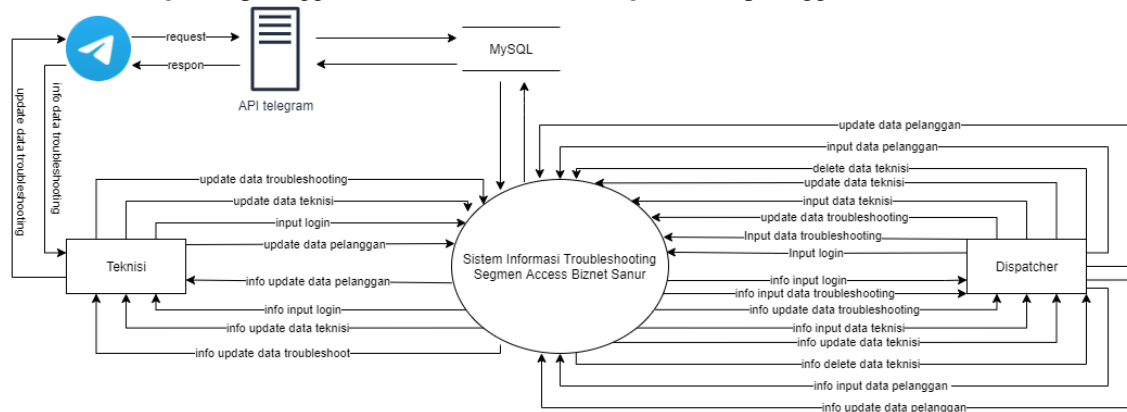 request
respon
API telegram
MySQL
update data troubleshooting
info data troubleshooting
update data troubleshooting
update data teknisi
input login
update data pelanggan
Teknisi
info update data pelanggan
info input login
info update data teknisi
info update data troubleshoot
Sistem Informasi Troubleshooting
Segmen Access Biznet Sanur
update data pelanggan
input data pelanggan
delete data teknisi
update data teknisi
input data teknisi
update data troubleshooting
Input data troubleshooting
Input login
Dispatcher
info input login
info input data troubleshooting
info update data troubleshooting
info input data teknisi
info update data teknisi
info delete data teknisi
info input data pelanggan
info update data pelanggan